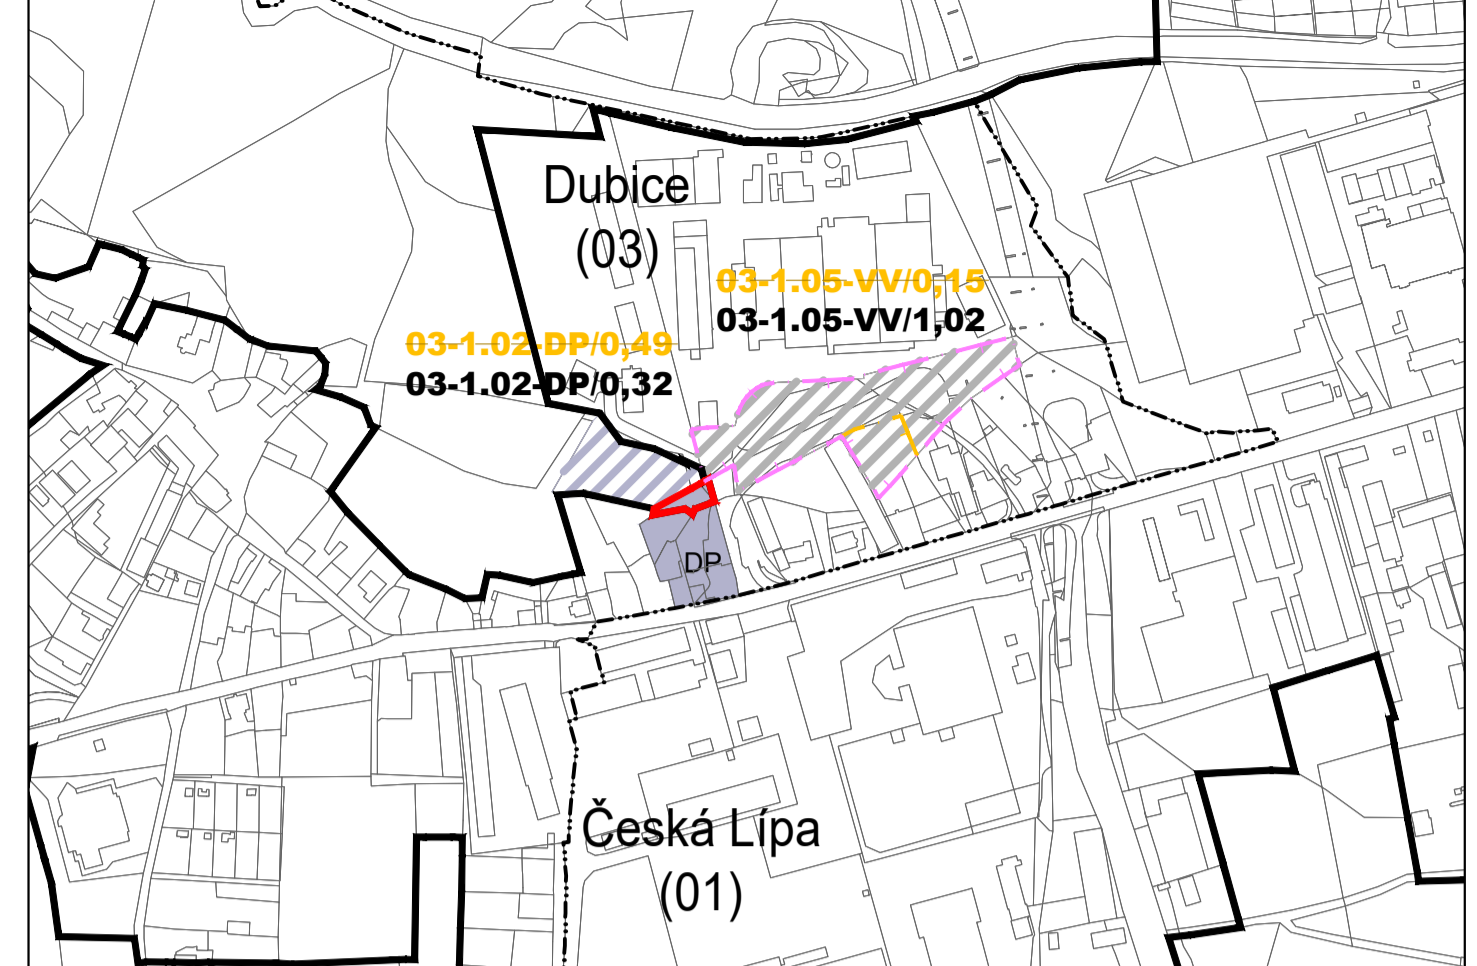 Dubice
(03)
03-1.05-VV/0,15
03-1.05-VV/1,02
03-1.02-DP/0,49
03-1.02-DP/0,32
DP
Česká Lípa
(01)